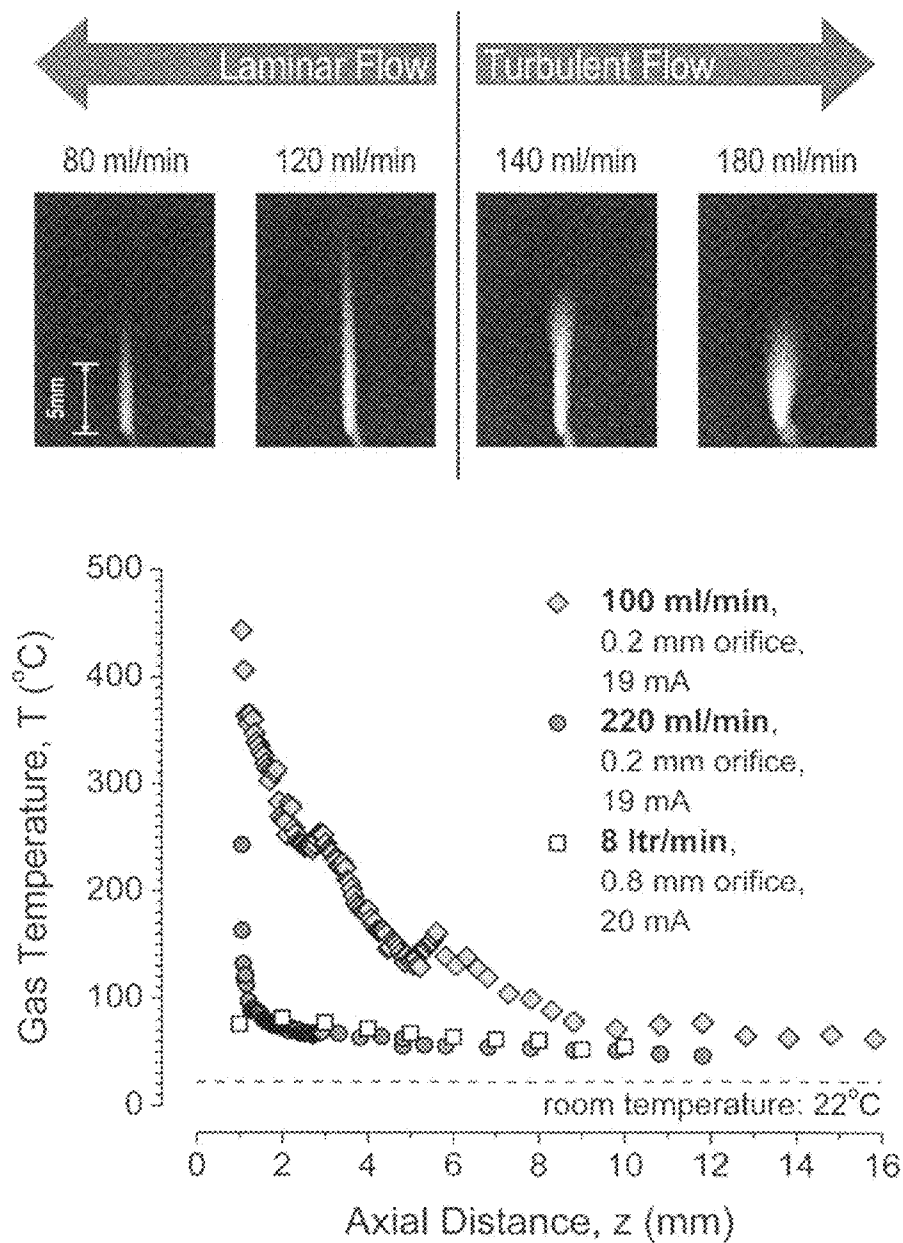 Laminar Flow
Turbulent Flow
80 ml/min
120 ml/min
140 ml/min
180 ml/min
5mm
Gas Temperature, T (°C)
500
400
300
200
100
0
100 ml/min,
0.2 mm orifice,
19 mA
220 ml/min,
0.2 mm orifice,
19 mA
8 ltr/min,
0.8 mm orifice,
20 mA
room temperature: 22°C
0 2 4 6 8 10 12 14 16
Axial Distance, z (mm)